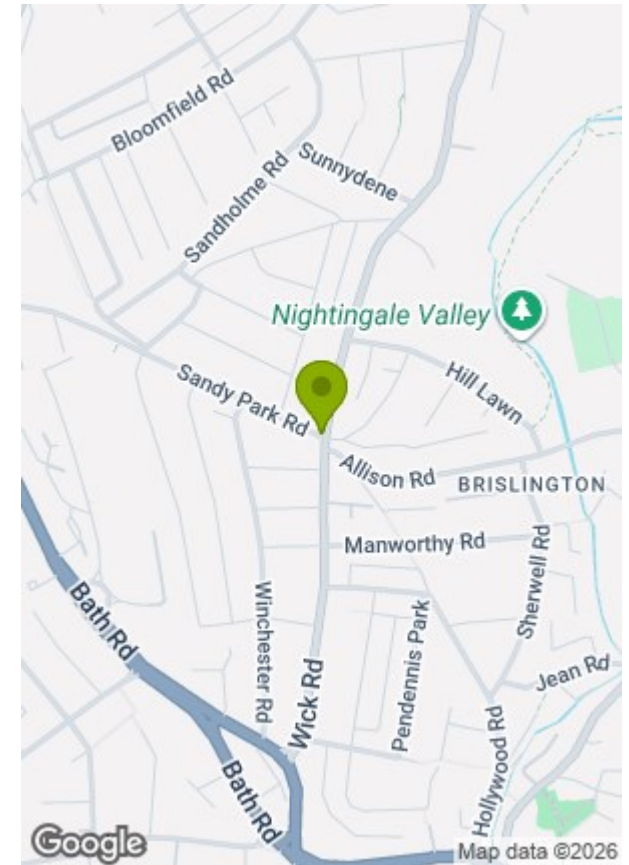 Bloomfield Rd
Sunnydene
Sandholme Rd
Nightingale Valley
Hill Lawn
Sandy Park Rd
Allison Rd
BRISLINGTON
Manworthy Rd
Sherwell Rd
Bath Rd
Winchester Rd
Pendennis Park
Jean Rd
Wick Rd
Hollywood Rd
Bath Rd
Google
Map data ©2026